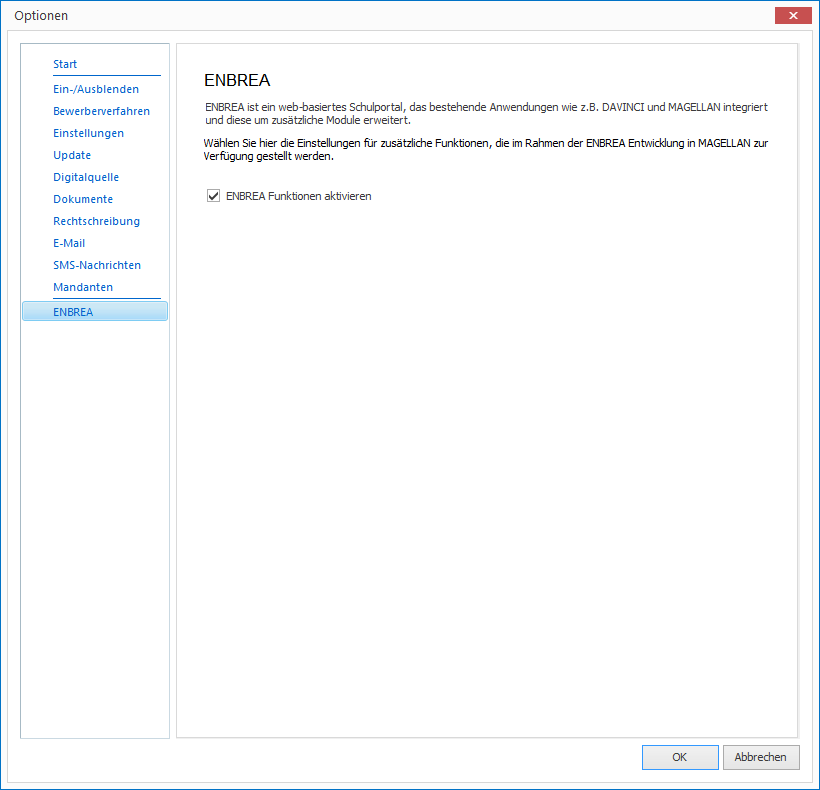 Optionen
Start
Ein-/Ausblenden
Bewerberverfahren
Einstellungen
Update
Digitalquelle
Dokumente
Rechtschreibung
E-Mail
SMS-Nachrichten
Mandanten
ENBREA
ENBREA
ENBREA ist ein web-basiertes Schulportal, das bestehende Anwendungen wie z.B. DAVINCI und MAGELLAN integriert
und diese um zusätzliche Module erweitert.
Wählen Sie hier die Einstellungen für zusätzliche Funktionen, die im Rahmen der ENBREA Entwicklung in MAGELLAN zur
Verfügung gestellt werden.
ENBREA Funktionen aktivieren
OK
Abbrechen